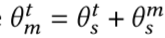 θ_m^t = θ_s^t + θ_s^m